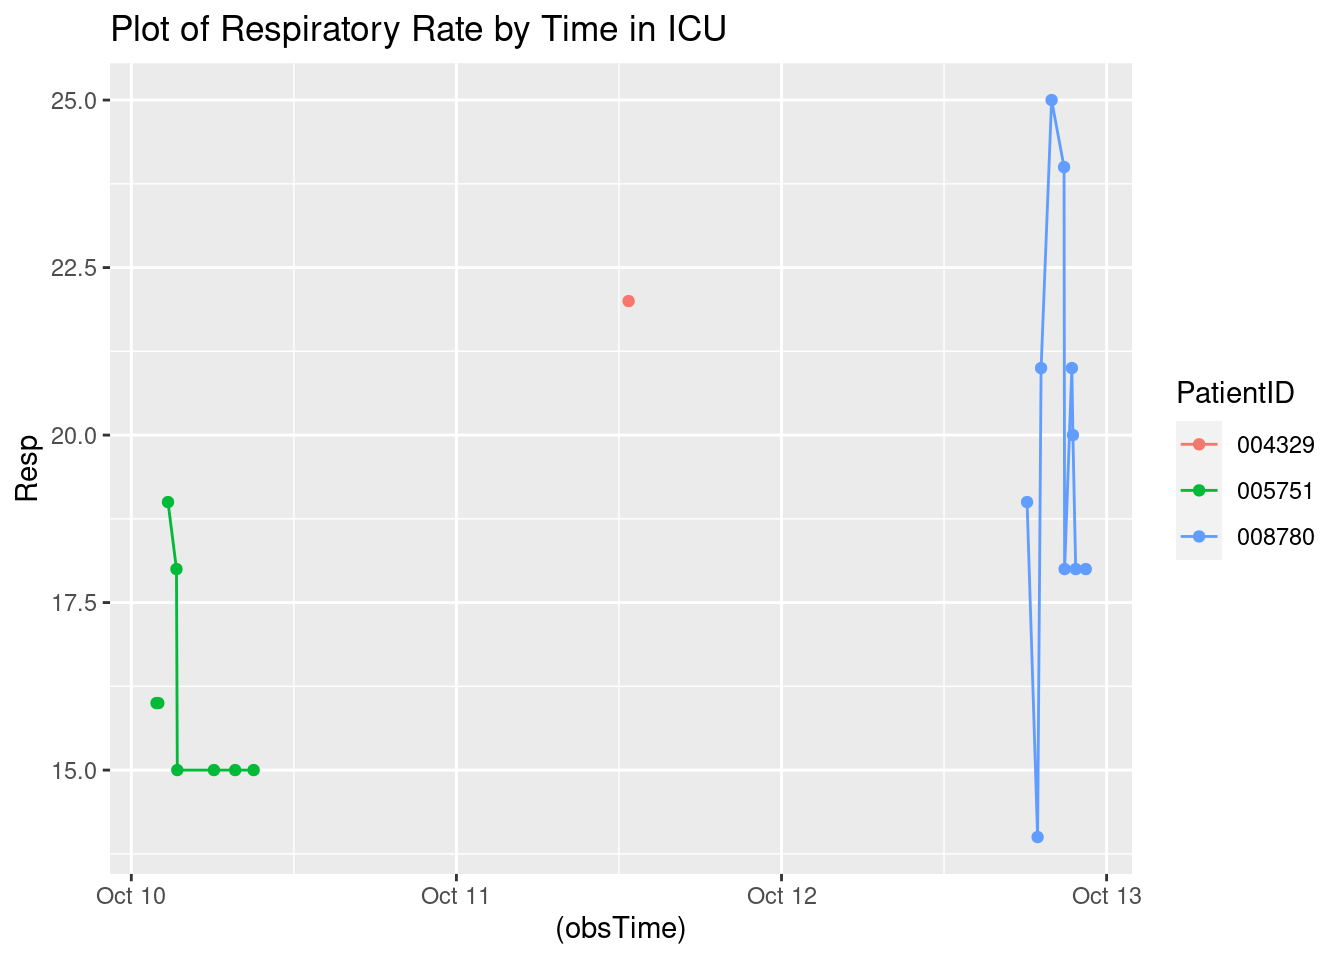 Plot of Respiratory Rate by Time in ICU
25.0
22.5
20.0
17.5
15.0
Resp
Oct 10
Oct 11
Oct 12
Oct 13
(obsTime)
PatientID
004329
005751
008780